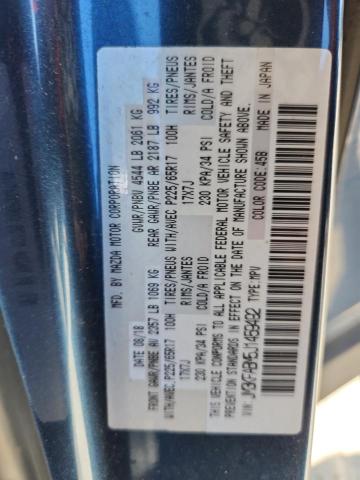 MFD. BY MAZDA MOTOR CORPORATION
DATE 06/18 GWR/PNBV 4544 LB 2061 KG
FRONT GAWR/PNBE AV 2357 LB 1069 KG REAR GAWR/PNBE AR 2187 LB 992 KG
WITH/AVEC P225/65R17 100H TIRES/PNEUS WITH/AVEC P225/65R17 100H TIRES/PNEUS
17X7J RIMS/JANTES 17X7J RIMS/JANTES
230 KPA/34 PSI COLD/A FROID 230 KPA/34 PSI COLD/A FROID
THIS VEHICLE CONFORMS TO ALL APPLICABLE FEDERAL MOTOR VEHICLE SAFETY AND THEFT
PREVENTION STANDARDS IN EFFECT ON THE DATE OF MANUFACTURE SHOWN ABOVE.
VIN: TYPE: MPV COLOR CODE: 45B MADE IN JAPAN